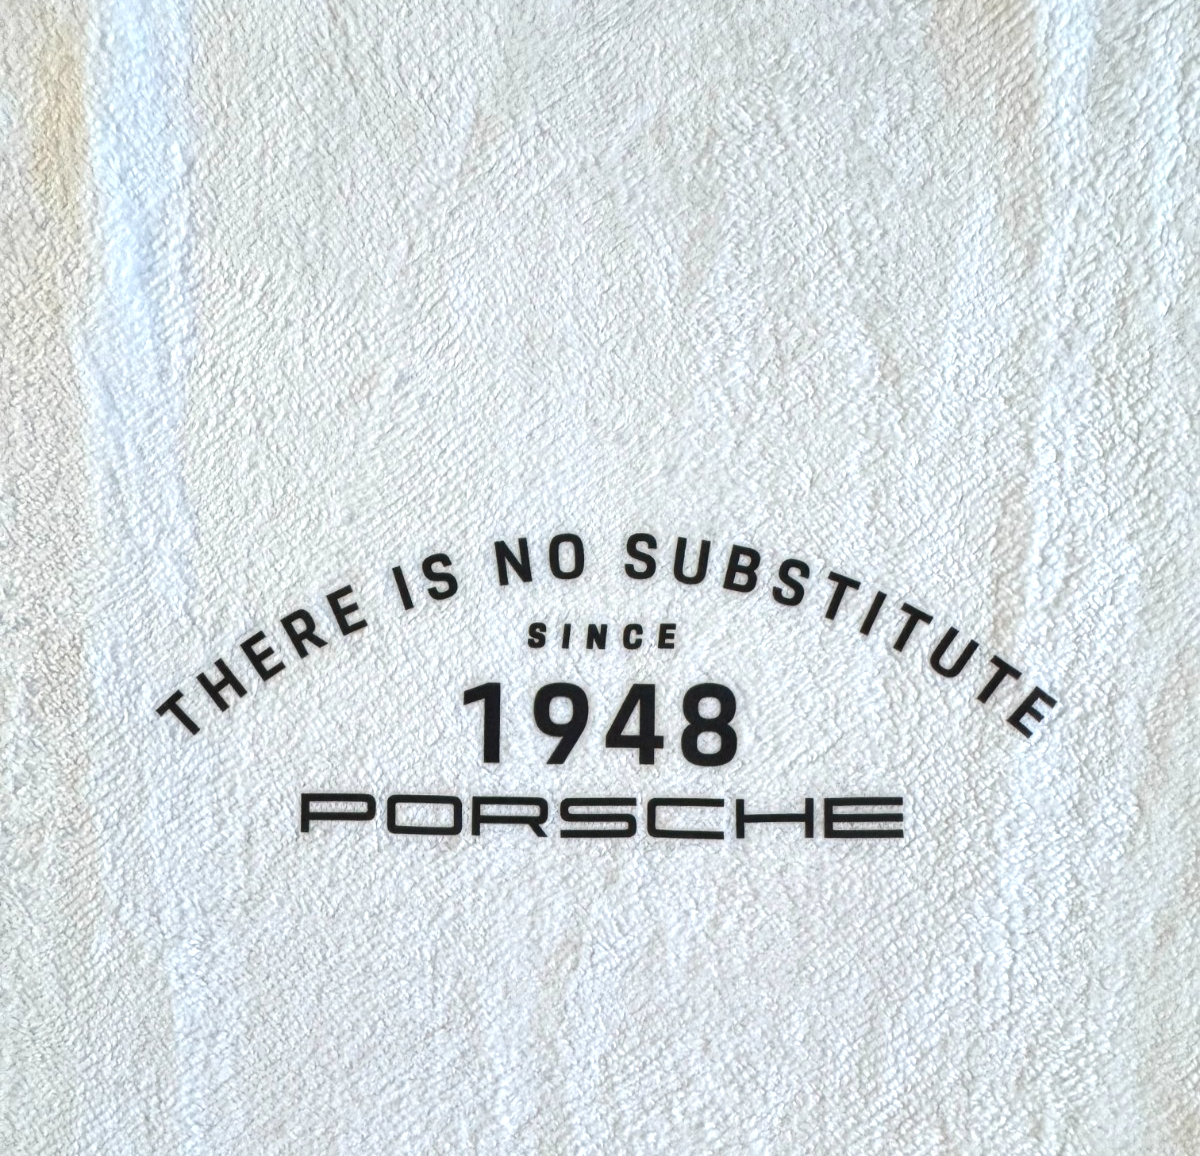 THERE IS NO SUBSTITUTE
SINCE
1948
PORSCHE